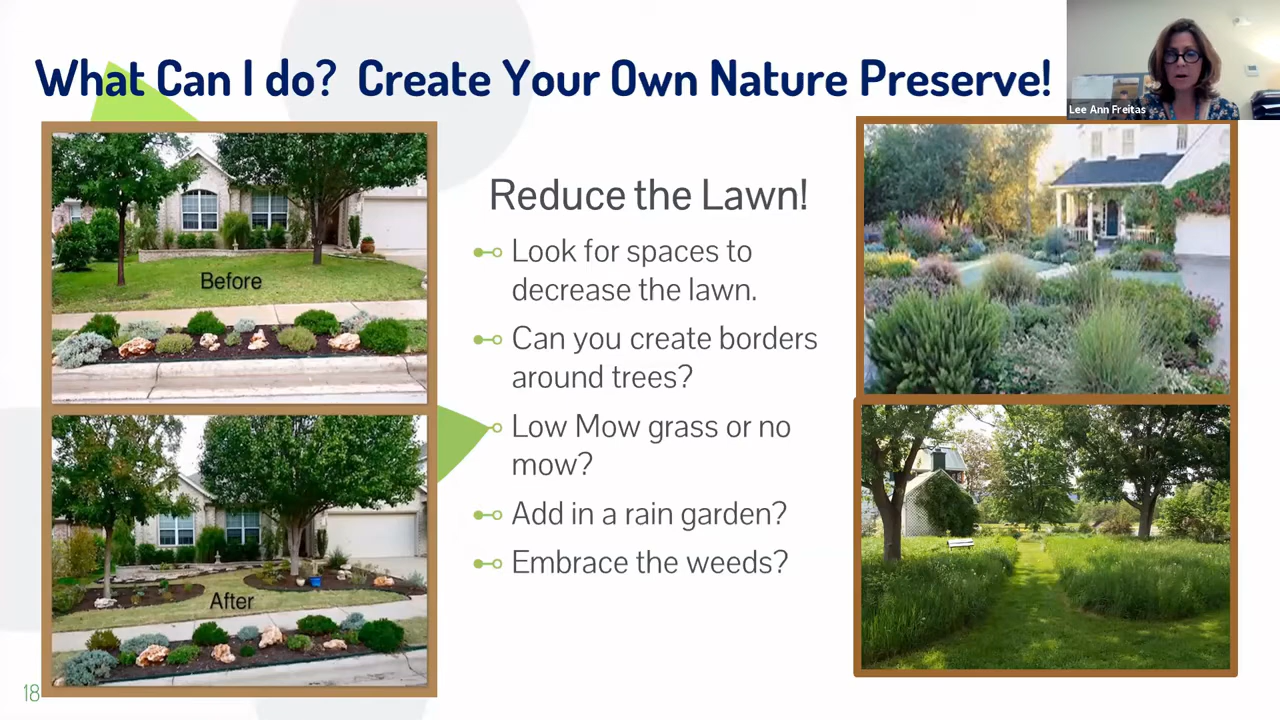 What Can I do? Create Your Own Nature Preserve!
Lee Ann Freitas
Before
After
Reduce the Lawn!
Look for spaces to
decrease the lawn.
Can you create borders
around trees?
Low Mow grass or no
mow?
Add in a rain garden?
Embrace the weeds?
18